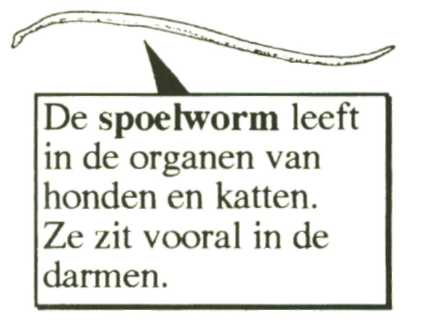 De spoelworm leeft
in de organen van
honden en katten.
Ze zit vooral in de
darmen.